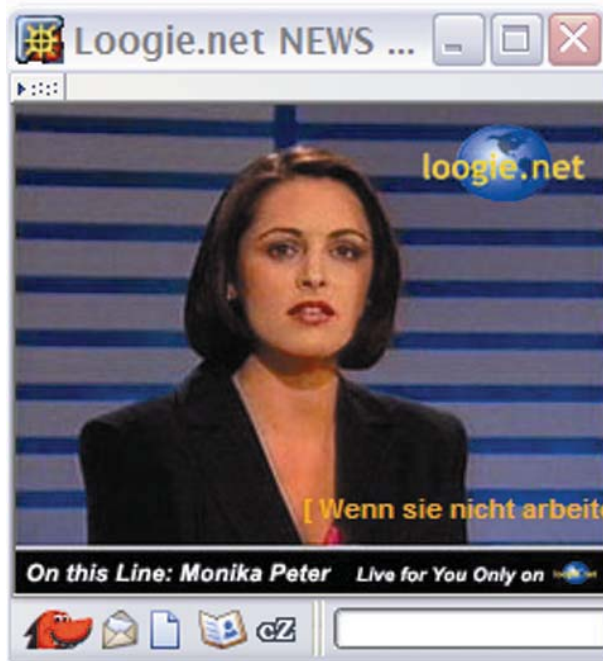 Loogie.net NEWS ...
loogie.net
[ Wenn sie nicht arbeite
On this Line: Monika Peter Live for You Only on
cZ